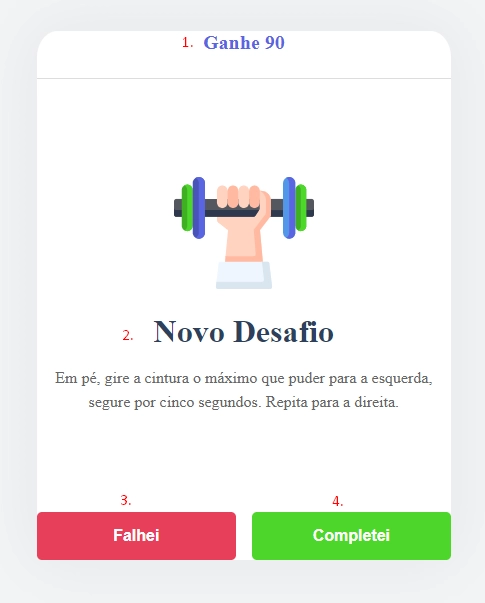 1. Ganhe 90
2. Novo Desafio
Em pé, gire a cintura o máximo que puder para a esquerda,
segure por cinco segundos. Repita para a direita.
3. 4.
Falhei Completei